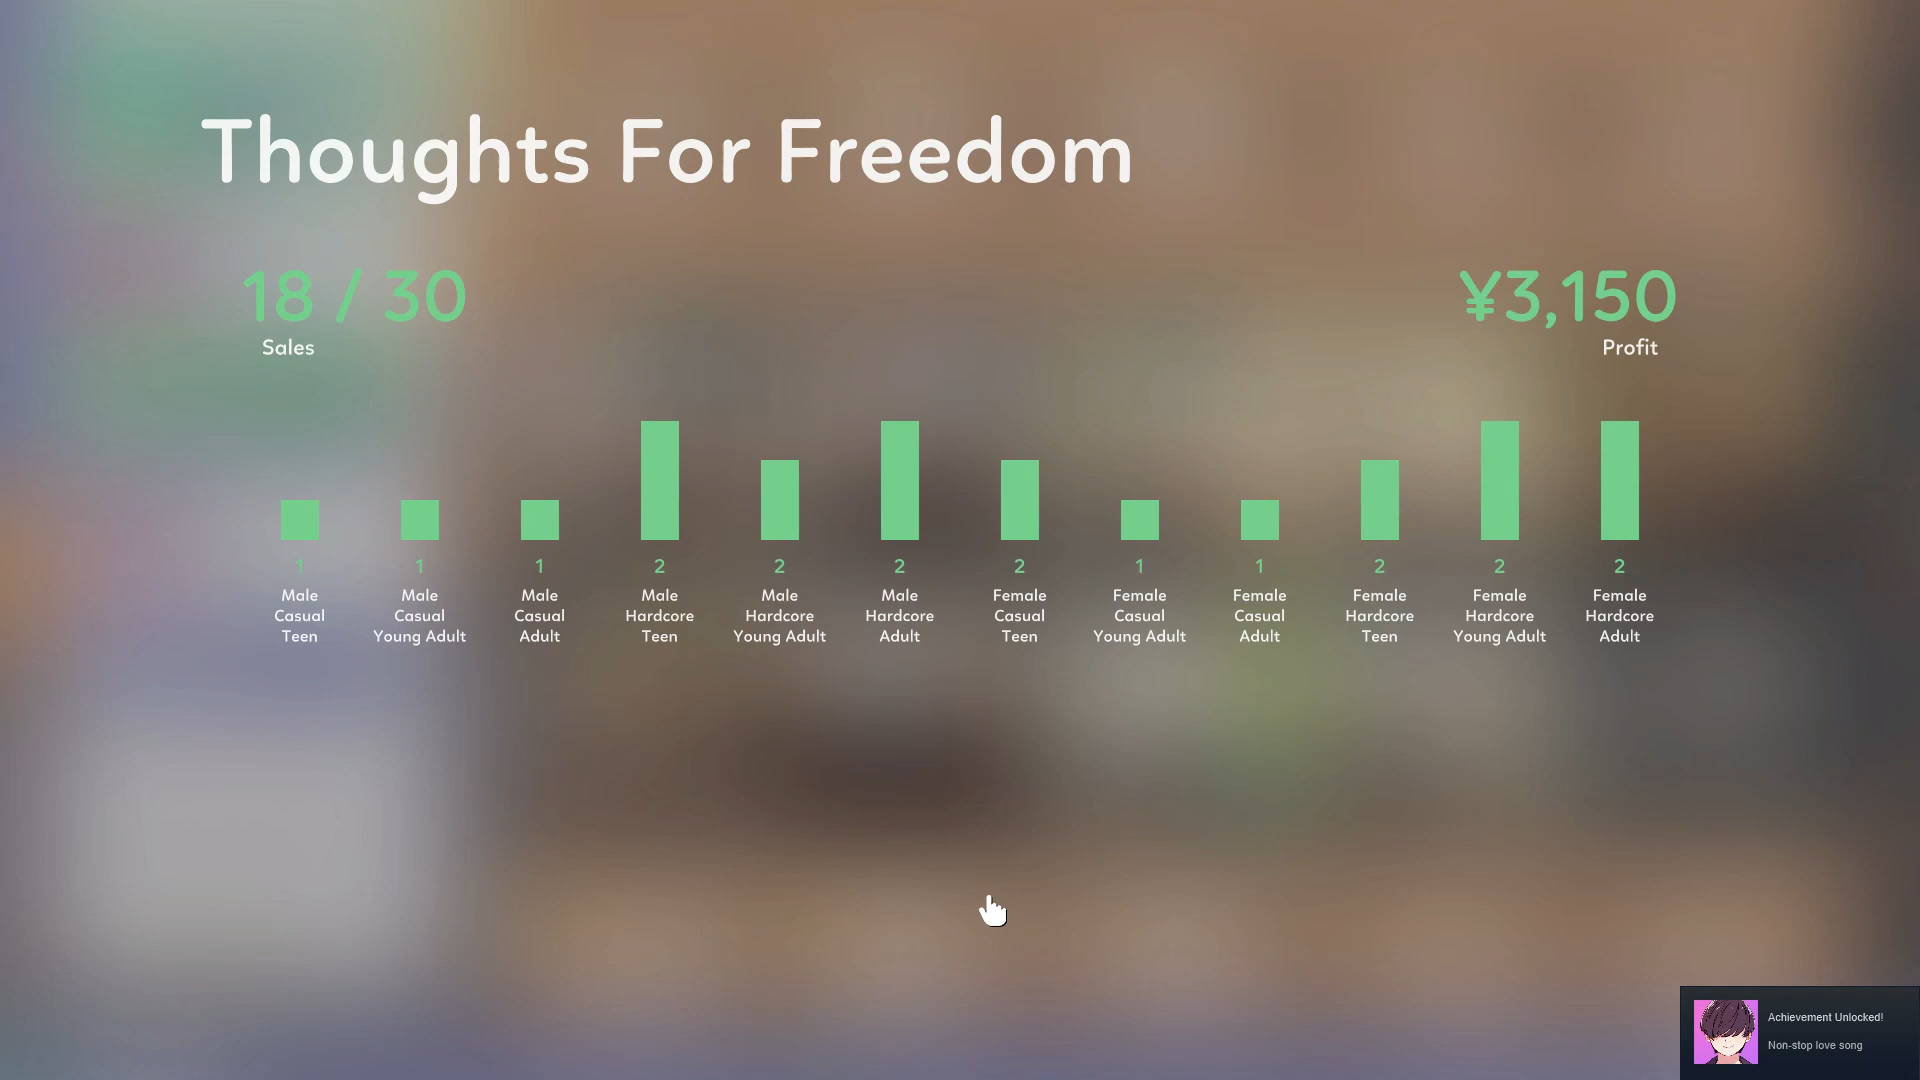 Thoughts For Freedom
18 / 30
Sales
¥3,150
Profit
1
1
1
2
2
2
2
1
1
2
2
2
Male
Casual
Teen
Male
Casual
Young Adult
Male
Casual
Adult
Male
Hardcore
Teen
Male
Hardcore
Young Adult
Male
Hardcore
Adult
Female
Casual
Teen
Female
Casual
Young Adult
Female
Casual
Adult
Female
Hardcore
Teen
Female
Hardcore
Young Adult
Female
Hardcore
Adult
Achievement Unlocked!
Non-stop love song